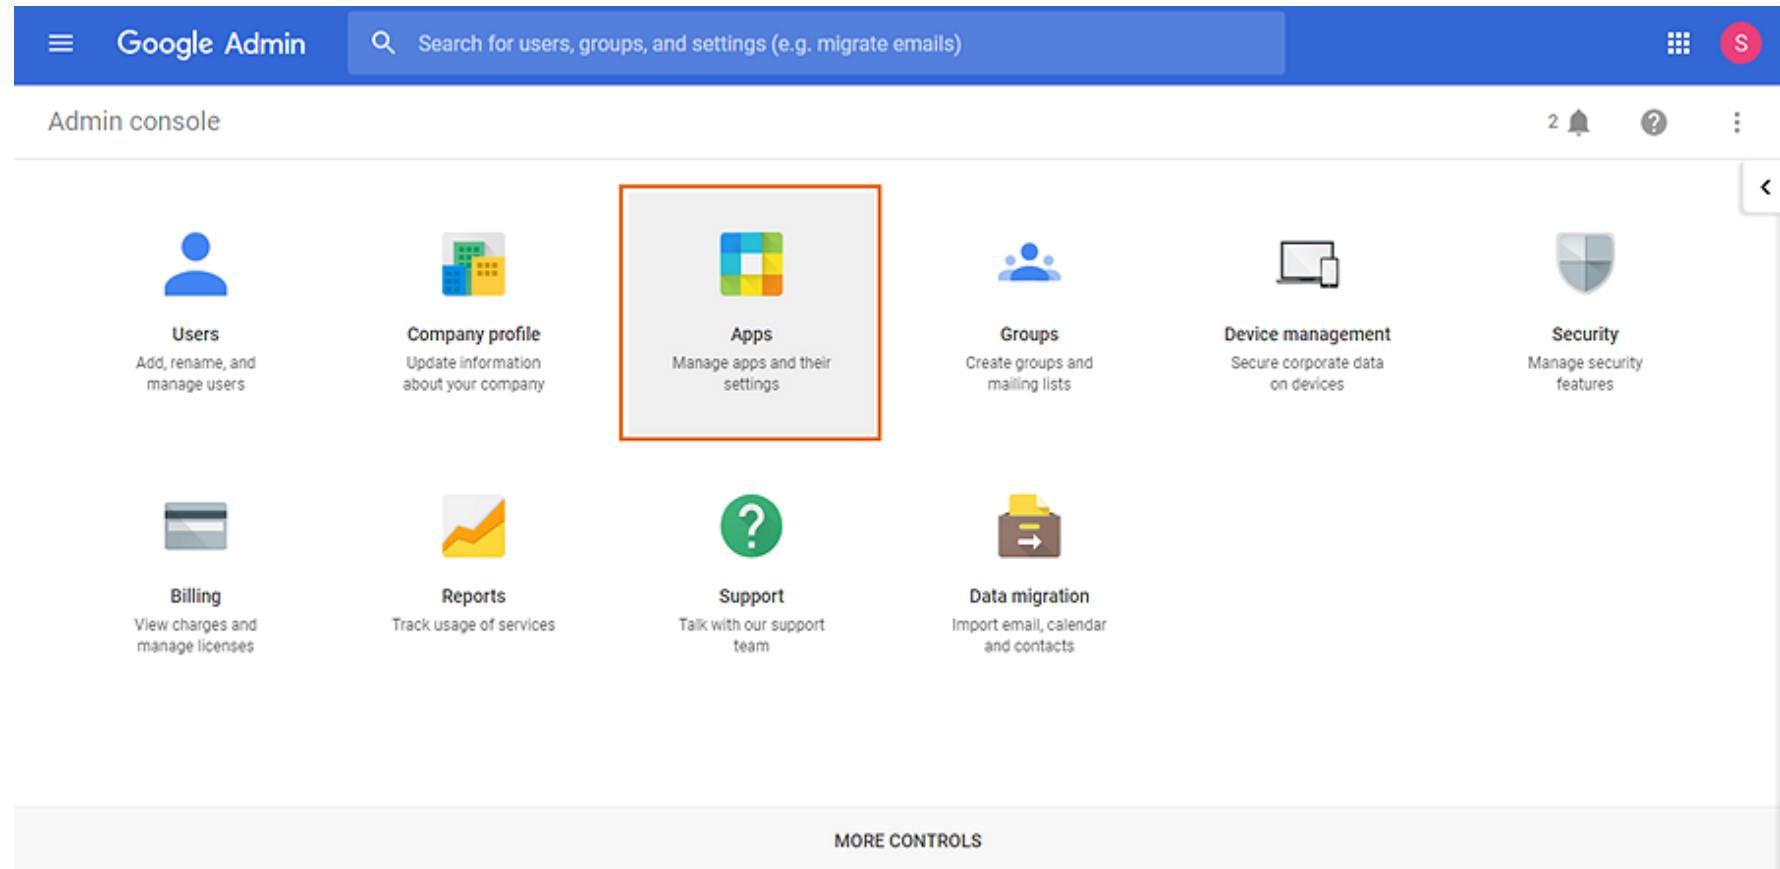 Google Admin
Search for users, groups, and settings (e.g. migrate emails)
S
Admin console
2
Users
Add, rename, and
manage users
Company profile
Update information
about your company
Apps
Manage apps and their
settings
Groups
Create groups and
mailing lists
Device management
Secure corporate data
on devices
Security
Manage security
features
Billing
View charges and
manage licenses
Reports
Track usage of services
Support
Talk with our support
team
Data migration
Import email, calendar
and contacts
MORE CONTROLS